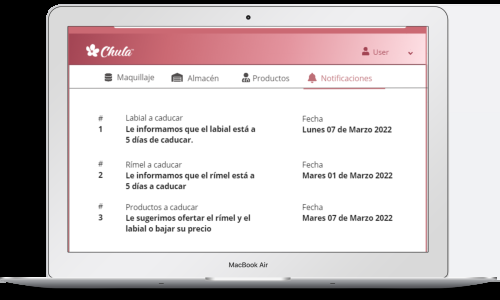 Chula
User
Maquillaje
Almacén
Productos
Notificaciones
# Labial a caducar Fecha
1 Le informamos que el labial está a Lunes 07 de Marzo 2022
5 días de caducar.
# Rímel a caducar Fecha
2 Le informamos que el rímel está a Mares 01 de Marzo 2022
5 días a caducar
# Productos a caducar Fecha
3 Le sugerimos ofertar el rímel y el Mares 07 de Marzo 2022
labial o bajar su precio
MacBook Air